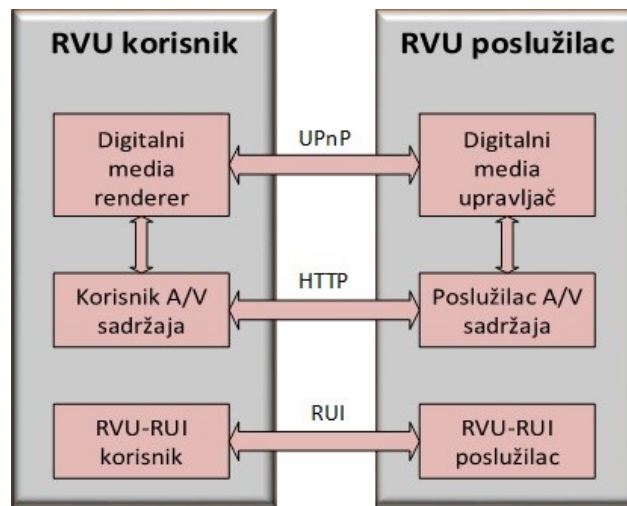 RVU korisnik
RVU poslužilac
Digitalni
media
renderer
UPnP
Digitalni
media
upravljač
Korisnik A/V
sadržaja
HTTP
Poslužilac A/V
sadržaja
RVU-RUI
korisnik
RUI
RVU-RUI
poslužilac